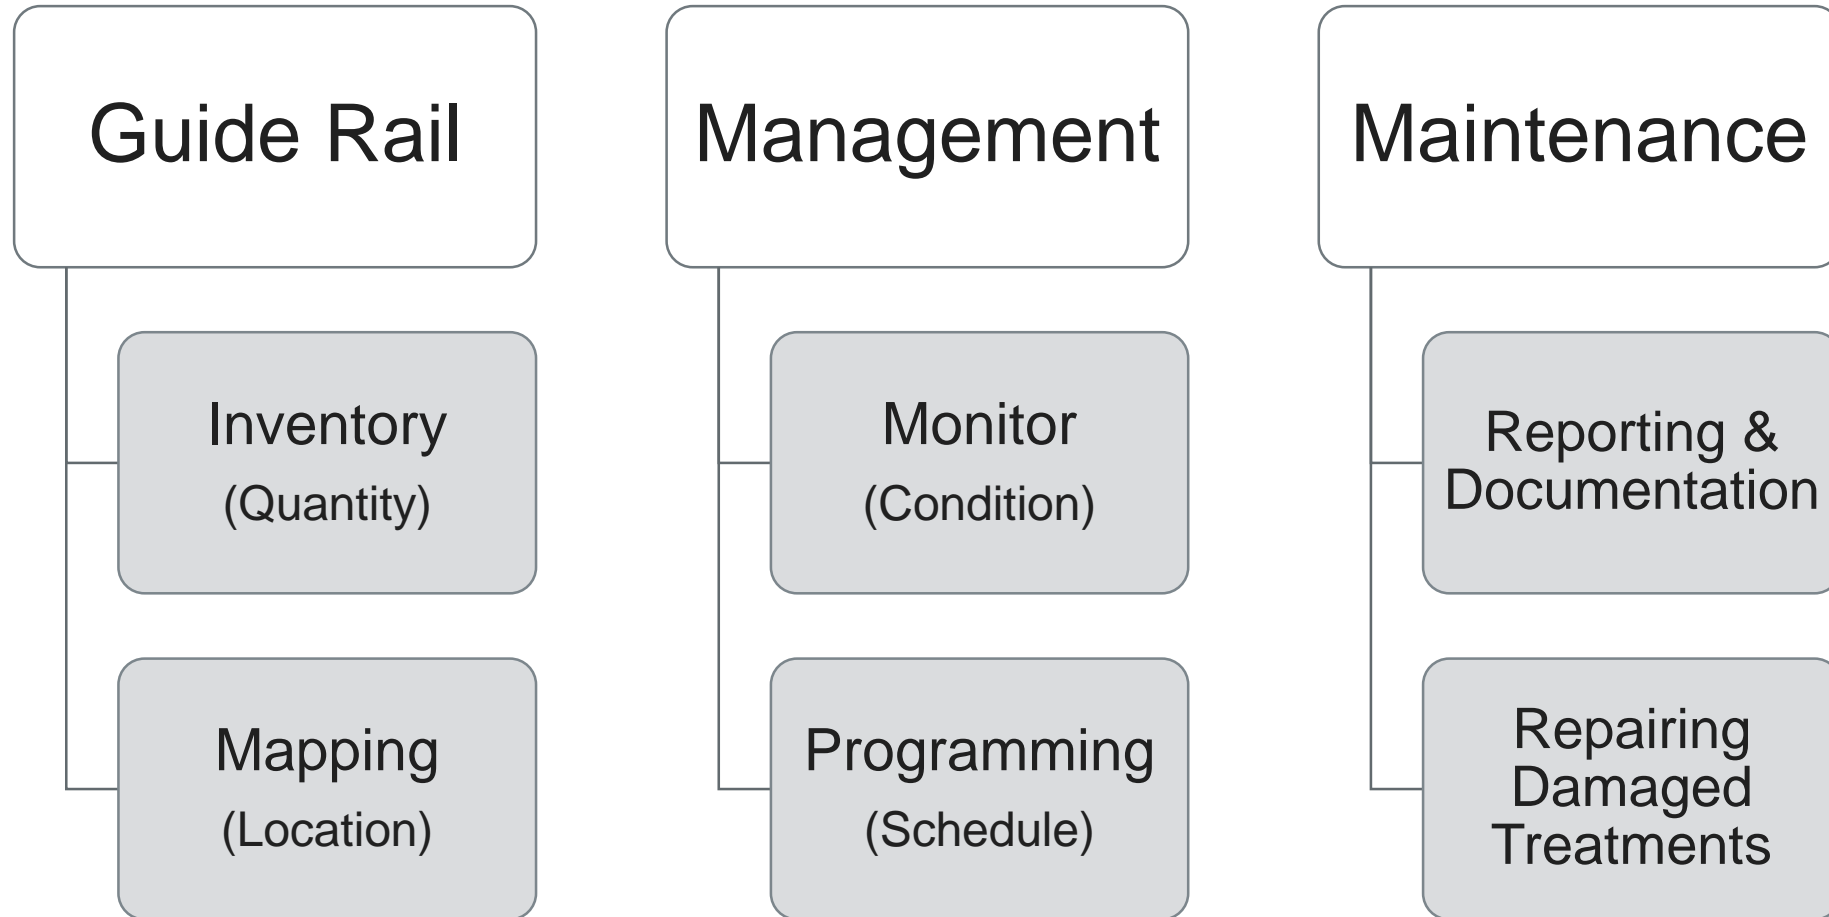 Guide Rail
Inventory
(Quantity)
Mapping
(Location)
Management
Monitor
(Condition)
Programming
(Schedule)
Maintenance
Reporting &
Documentation
Repairing
Damaged
Treatments